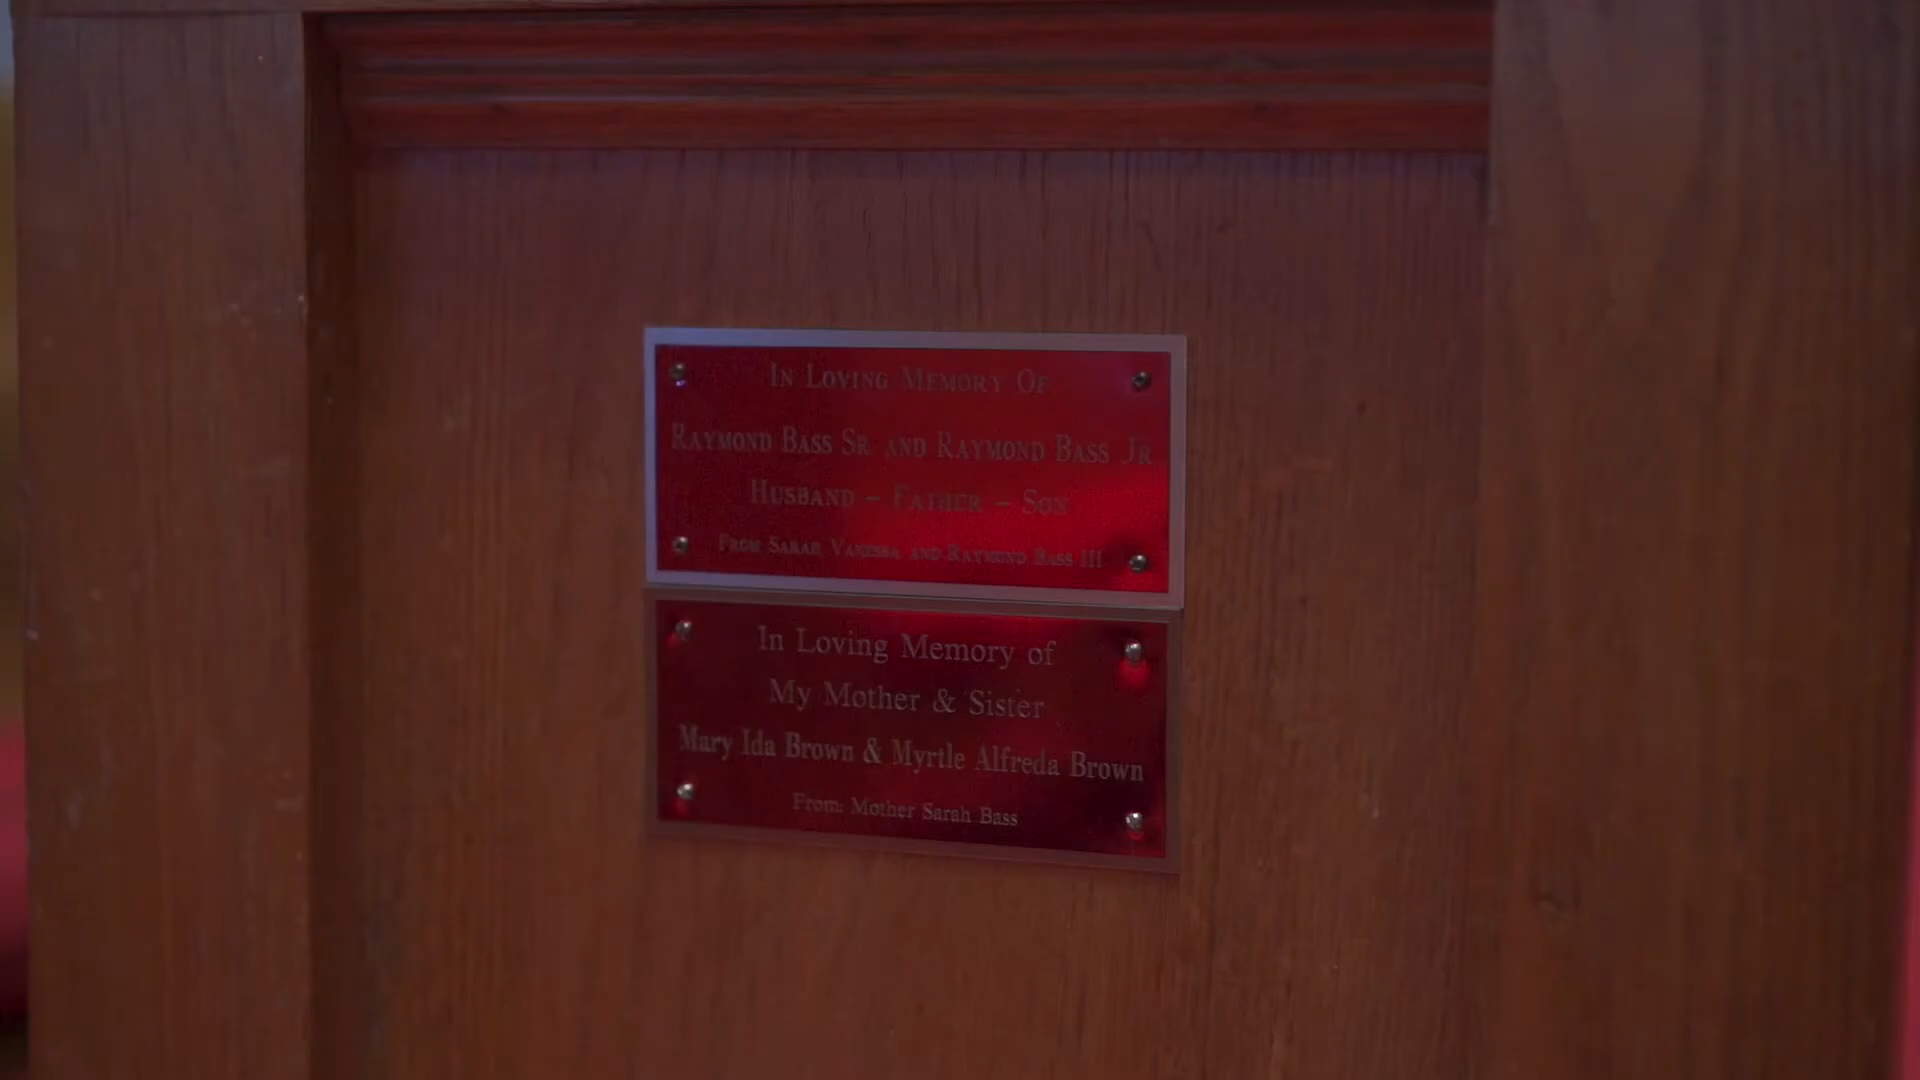 In Loving Memory Of
Raymond Bass Sr. and Raymond Bass Jr.
Husband – Father – Son
From Sarah, Vanessa and Raymond Bass III
In Loving Memory of
My Mother & Sister
Mary Ida Brown & Myrtle Alfreda Brown
From: Mother Sarah Bass